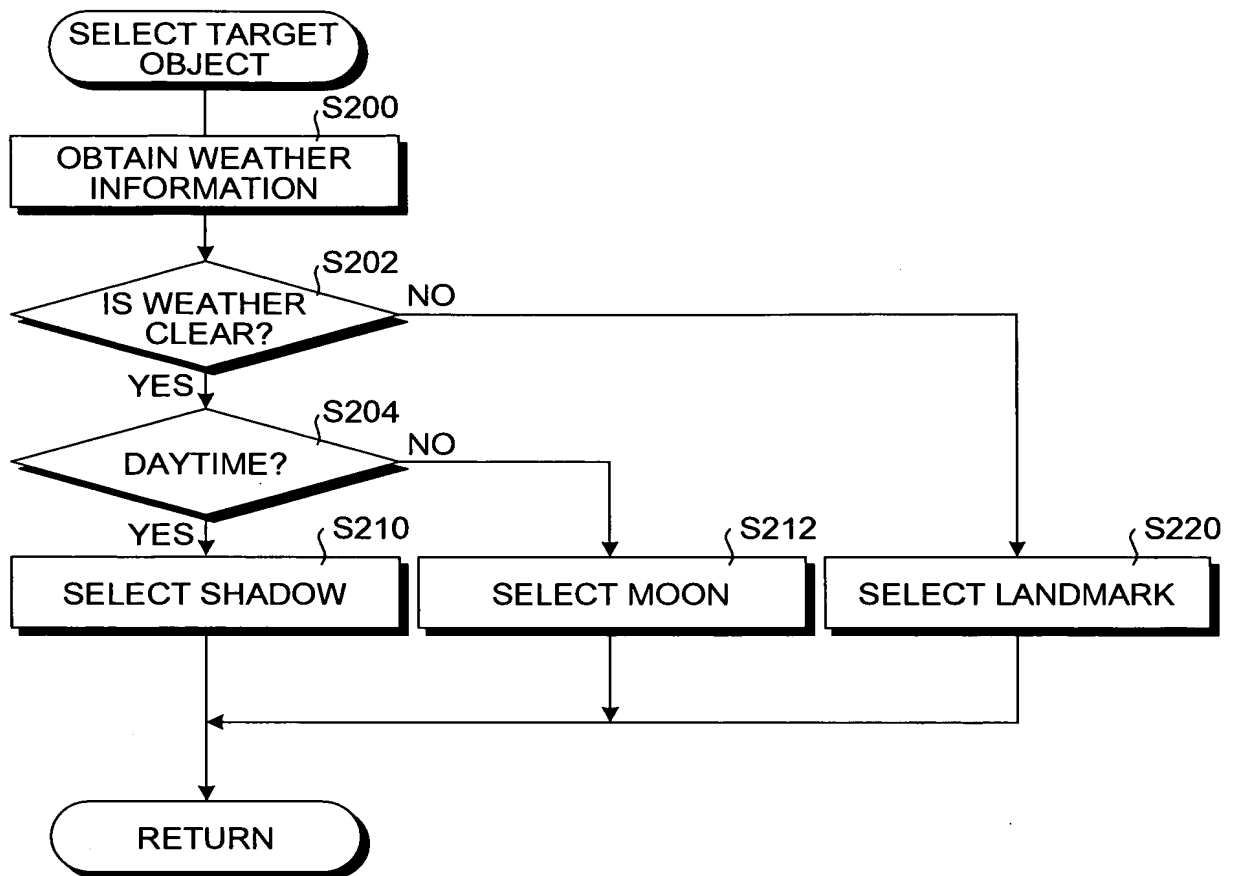 SELECT TARGET
OBJECT
S200
OBTAIN WEATHER
INFORMATION
S202
IS WEATHER
CLEAR?
NO
YES
S204
DAYTIME?
NO
YES
S210
SELECT SHADOW
S212
SELECT MOON
S220
SELECT LANDMARK
RETURN